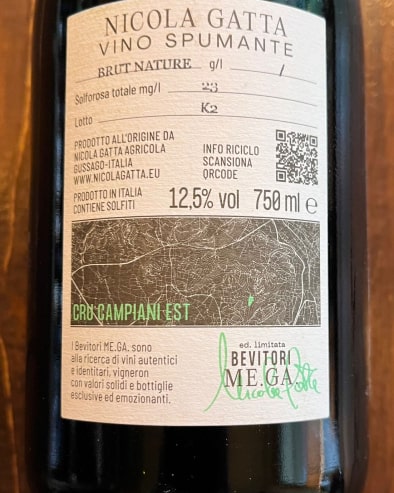 NICOLA GATTA
VINO SPUMANTE
BRUT NATURE g/l /
Solforosa totale mg/l 23
Lotto K2
PRODOTTO ALL'ORIGINE DA
NICOLA GATTA AGRICOLA
GUSSAGO-ITALIA
WWW.NICOLAGATTA.EU
INFO RICICLO
SCANSIONA
QRCODE
PRODOTTO IN ITALIA
CONTIENE SOLFITI
12,5% vol 750 ml e
CRU CAMPIANI EST
I Bevitori ME.GA. sono
alla ricerca di vini autentici
e identitari, vigneron
con valori solidi e bottiglie
esclusive ed emozionanti.
ed. limitata
BEVITORI
ME.GA.